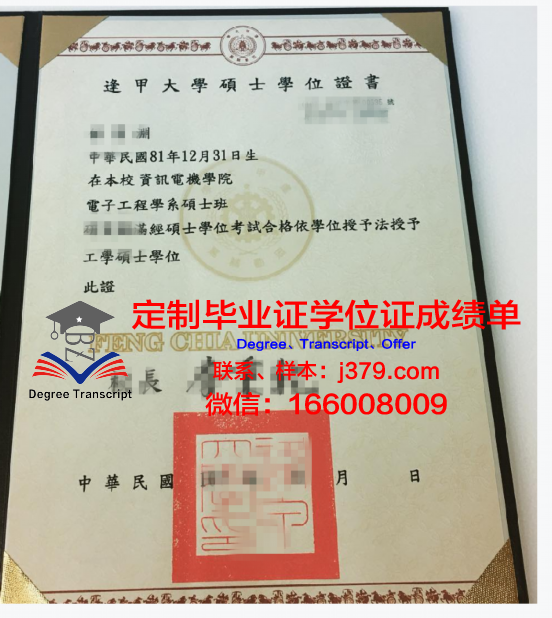 逢甲大學碩士學位證書
號
中華民國81年12月31日生
在本校資訊電機學院
電子工程學系碩士班
經碩士學位考試合格依學位授予法授予
工學碩士學位
此證
定制毕业证学位证成绩单
FENG CHIA UNIVERSITY
Degree、Transcript、Offer
联系、样本:j379.com
長
Degree Transcript
微信:166008009
中華民國
月
日